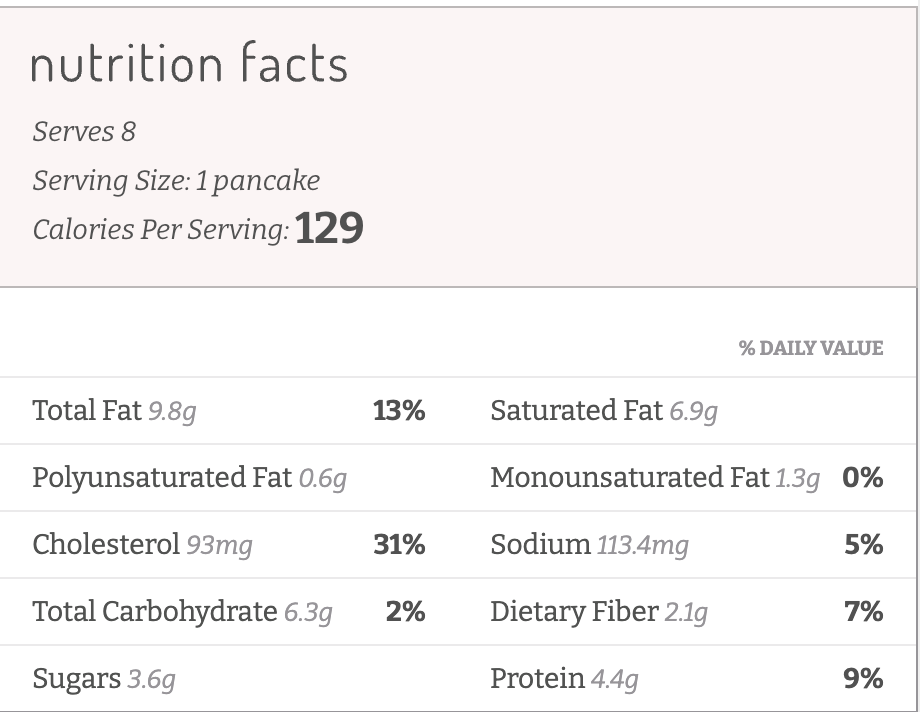 nutrition facts
Serves 8
Serving Size: 1 pancake
Calories Per Serving: 129
% DAILY VALUE
Total Fat 9.8g 13% Saturated Fat 6.9g
Polyunsaturated Fat 0.6g Monounsaturated Fat 1.3g 0%
Cholesterol 93mg 31% Sodium 113.4mg 5%
Total Carbohydrate 6.3g 2% Dietary Fiber 2.1g 7%
Sugars 3.6g Protein 4.4g 9%